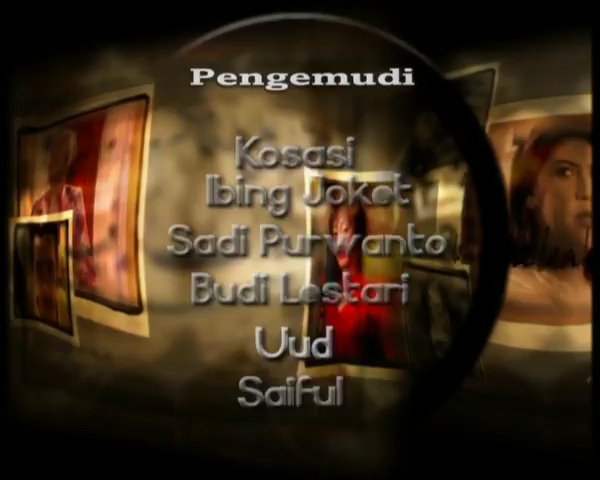 Pengemudi
Kosasi
Ibing Joket
Sadi Purwanto
Budi Lestari
Uud
Saiful